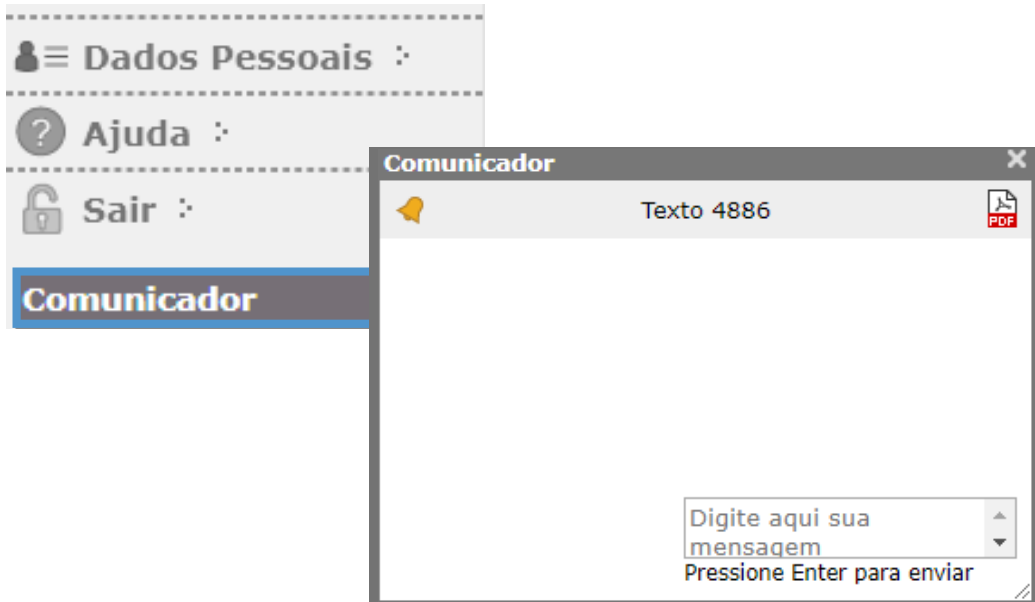 Dados Pessoais
Ajuda
Sair
Comunicador
Comunicador
Texto 4886
PDF
Digite aqui sua
mensagem
Pressione Enter para enviar